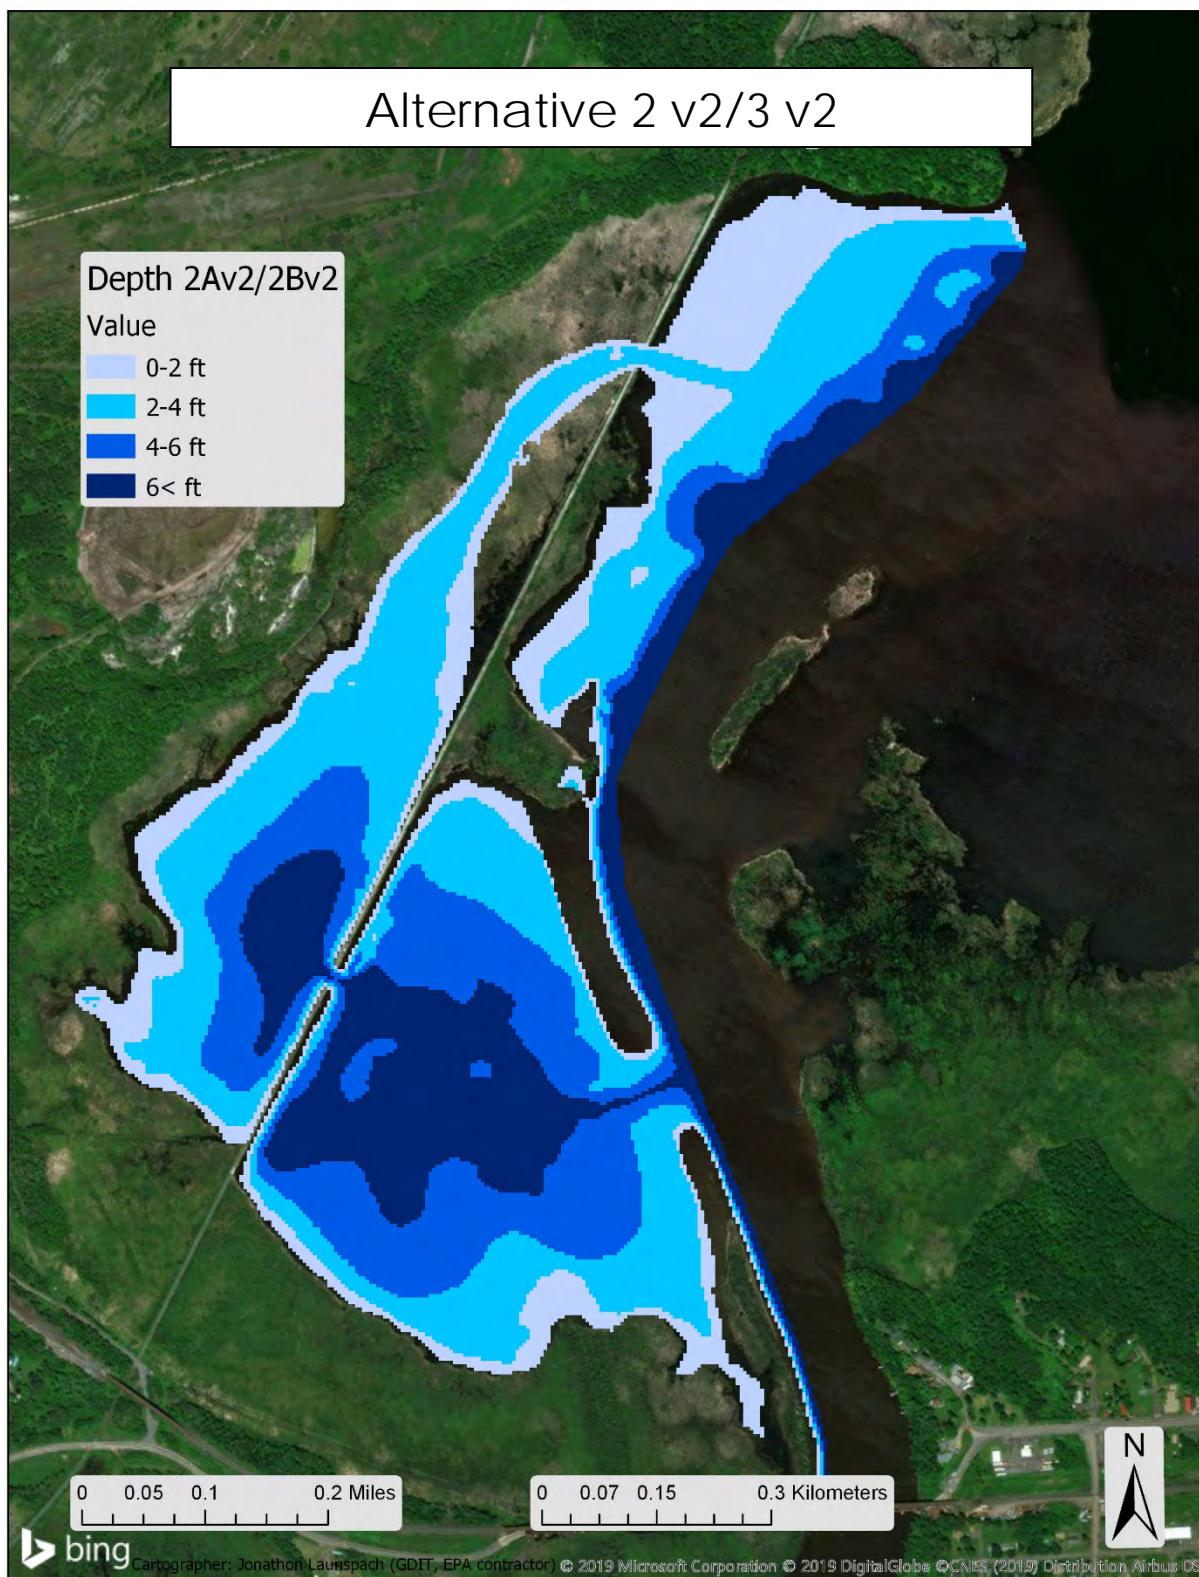 Alternative 2 v2/3 v2
Depth 2Av2/2Bv2
Value
0-2 ft
2-4 ft
4-6 ft
6< ft
0 0.05 0.1 0.2 Miles
0 0.07 0.15 0.3 Kilometers
N
bing
Cartographer: Jonathon Launspach (GDIT, EPA contractor) © 2019 Microsoft Corporation © 2019 DigitalGlobe ©CNES (2019) Distribution Airbus DS